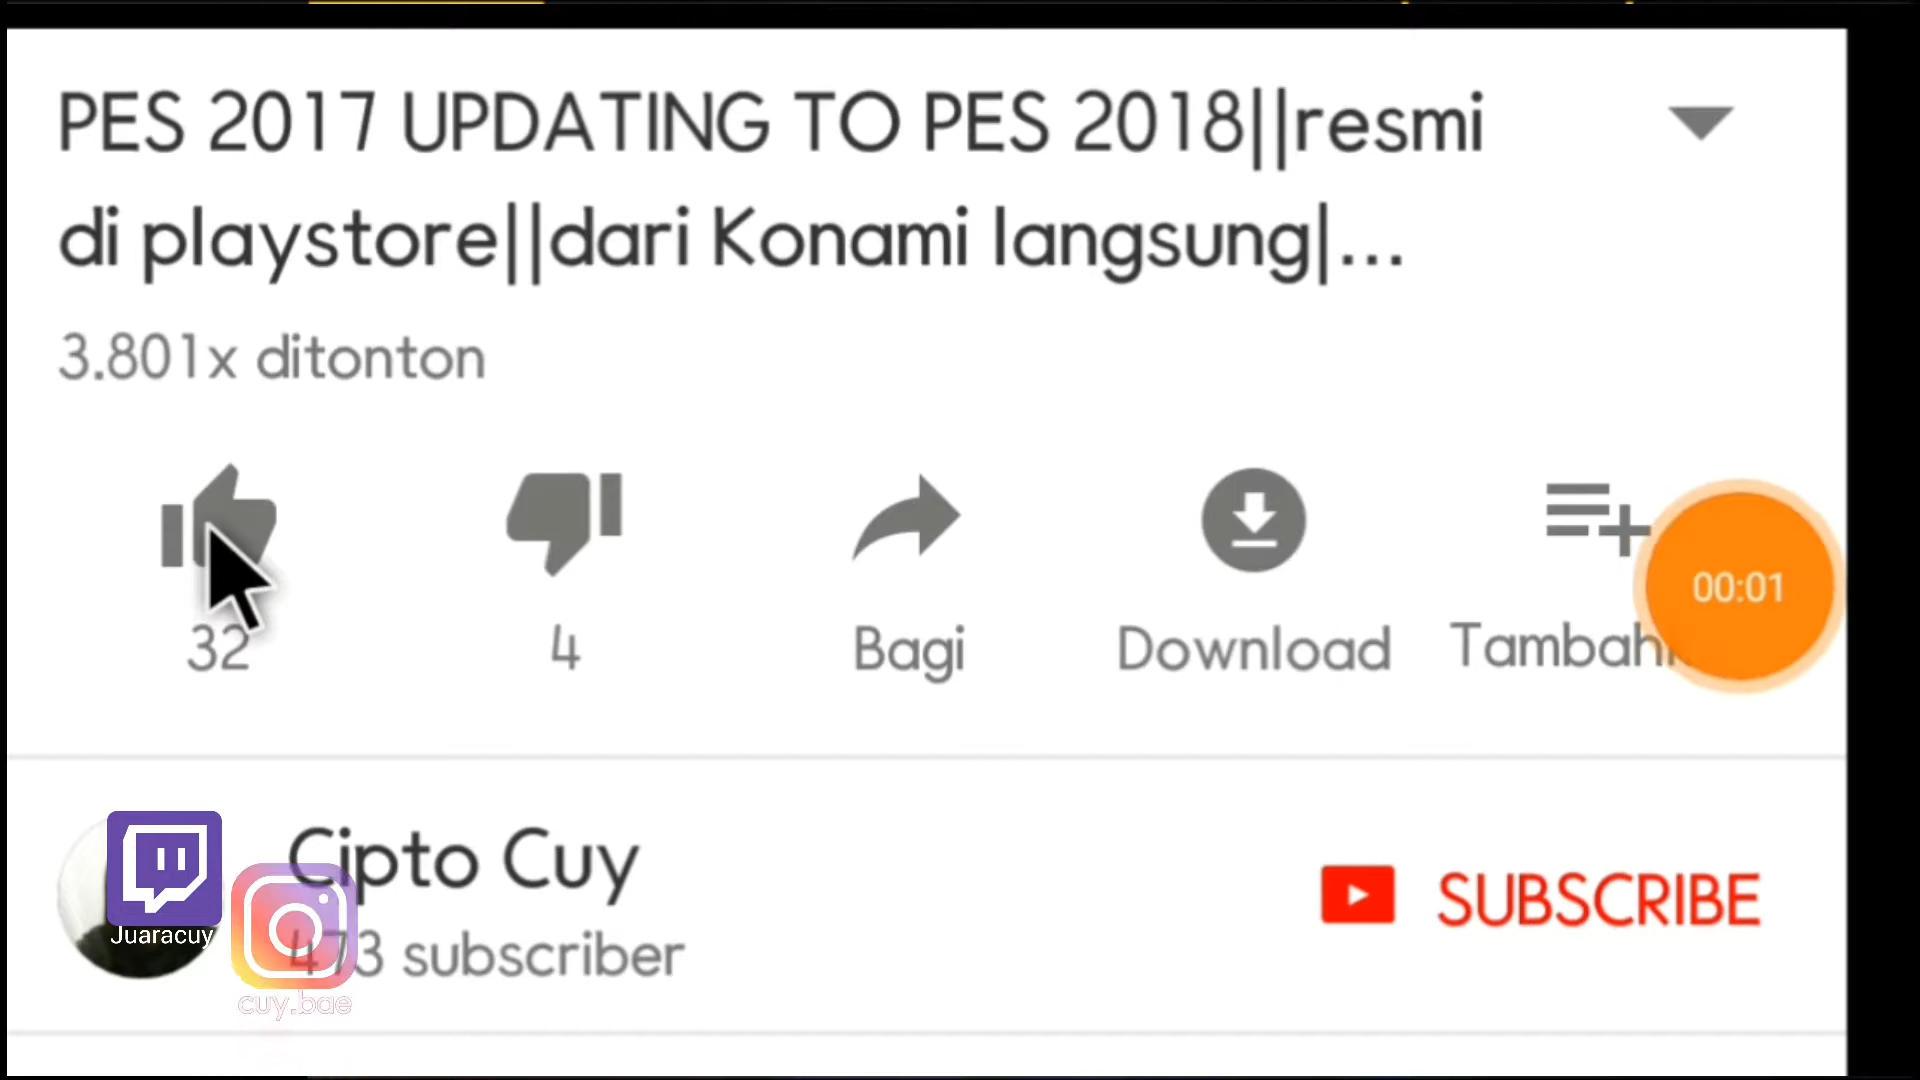 PES 2017 UPDATING TO PES 2018||resmi
di playstore||dari Konami langsung|...
3.801x ditonton
32
4
Bagi
Download
00:01
Cipto Cuy
473 subscriber
SUBSCRIBE
Juaracuy
cuy.bae